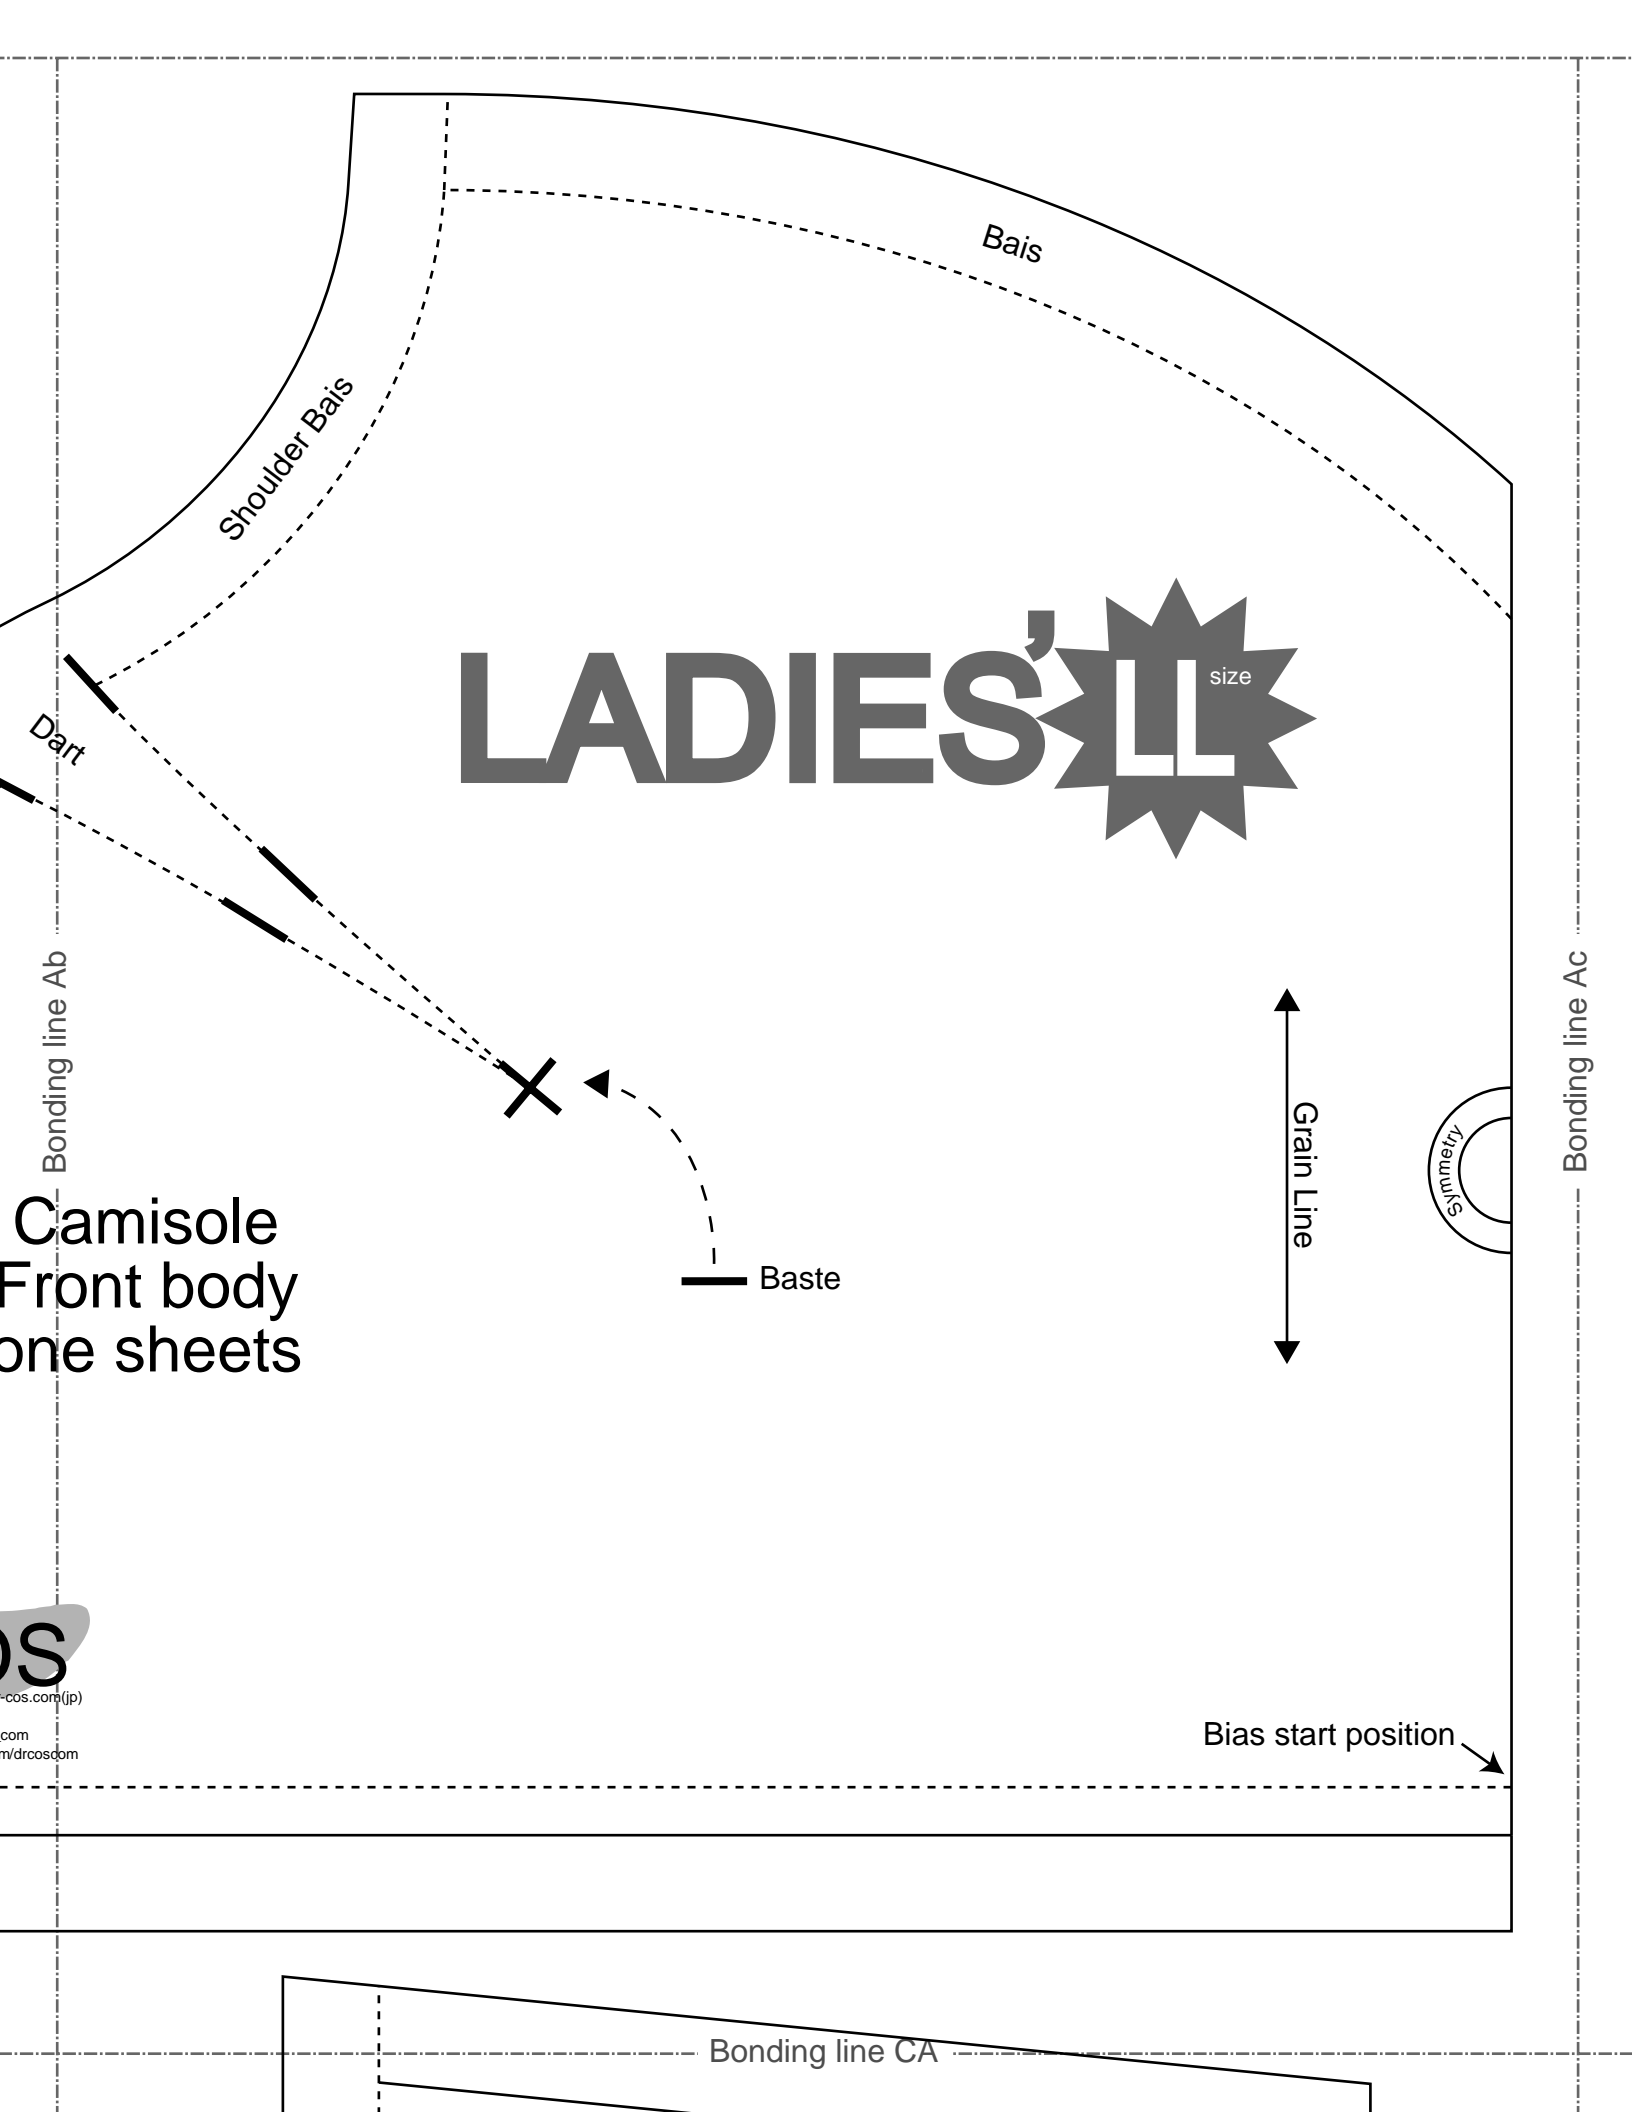 Bais
Shoulder Bais
LADIES'
LL
size
Dart
Bonding line Ab
Bonding line Ac
Grain Line
Symmetry
Camisole
Front body
one sheets
Baste
os
-cos.com(jp)
.com
m/drcoscom
Bias start position
Bonding line CA